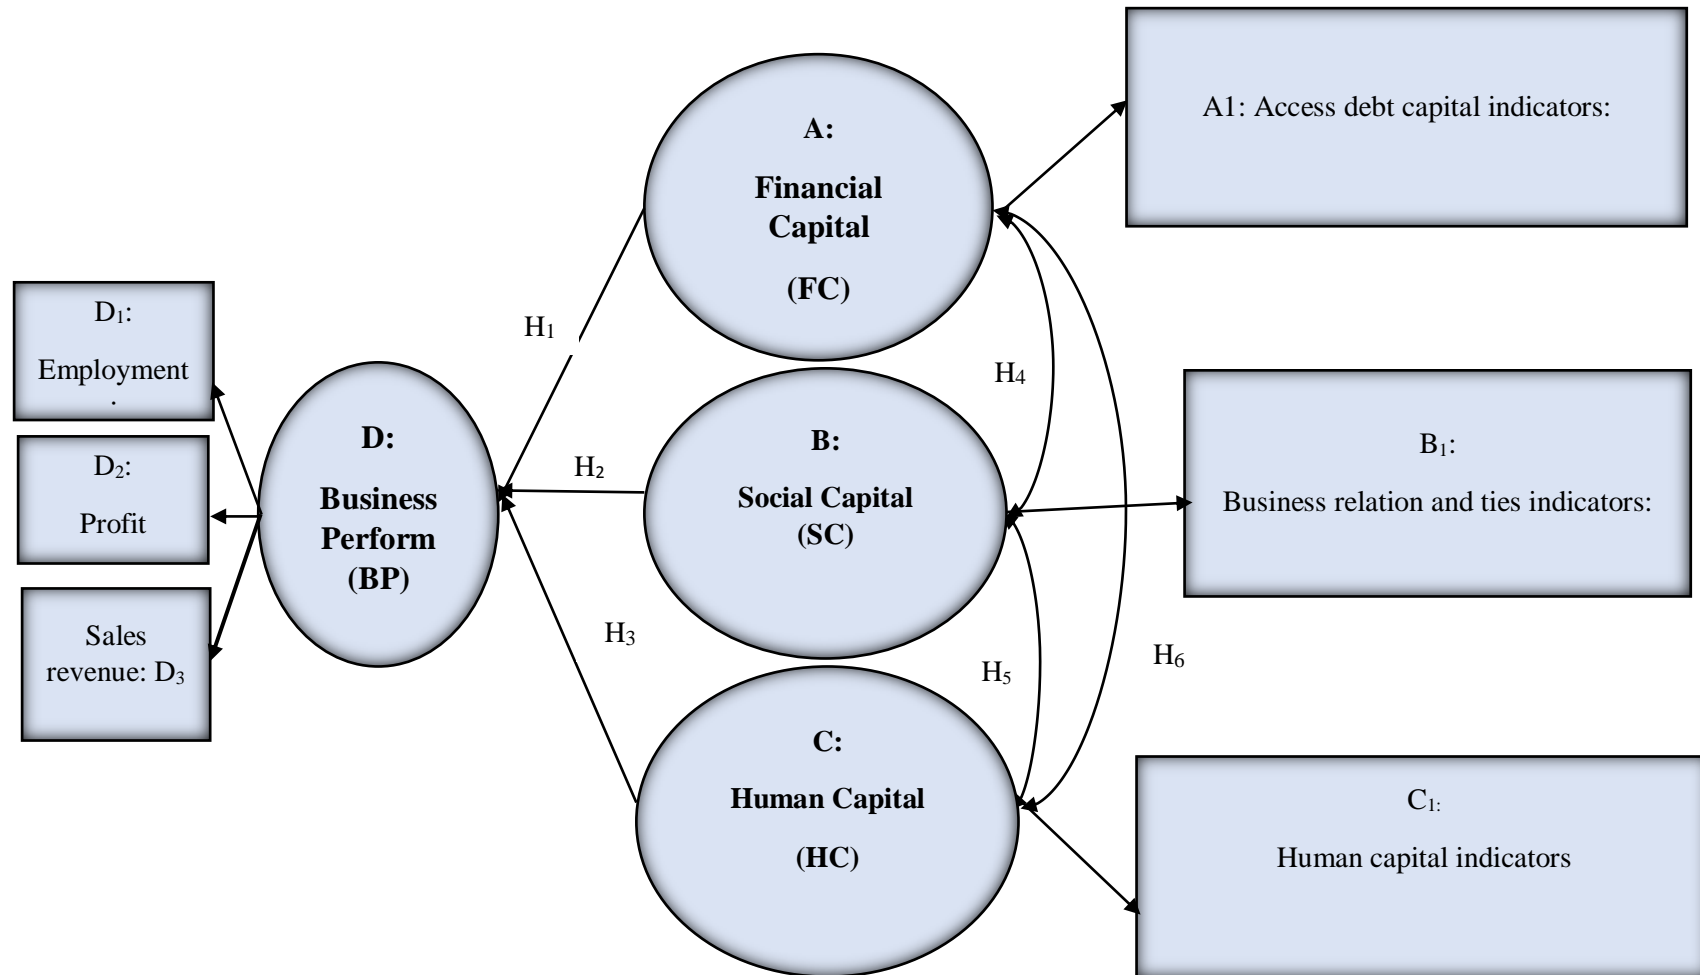 A1: Access debt capital indicators:
A:
Financial
Capital
(FC)
D₁:
Employment
.
H₁
H₄
D₂:
Profit
D:
Business
Perform
(BP)
H₂
B:
Social Capital
(SC)
B₁:
Business relation and ties indicators:
Sales
revenue: D₃
H₃
H₅
H₆
C:
Human Capital
(HC)
C₁:
Human capital indicators